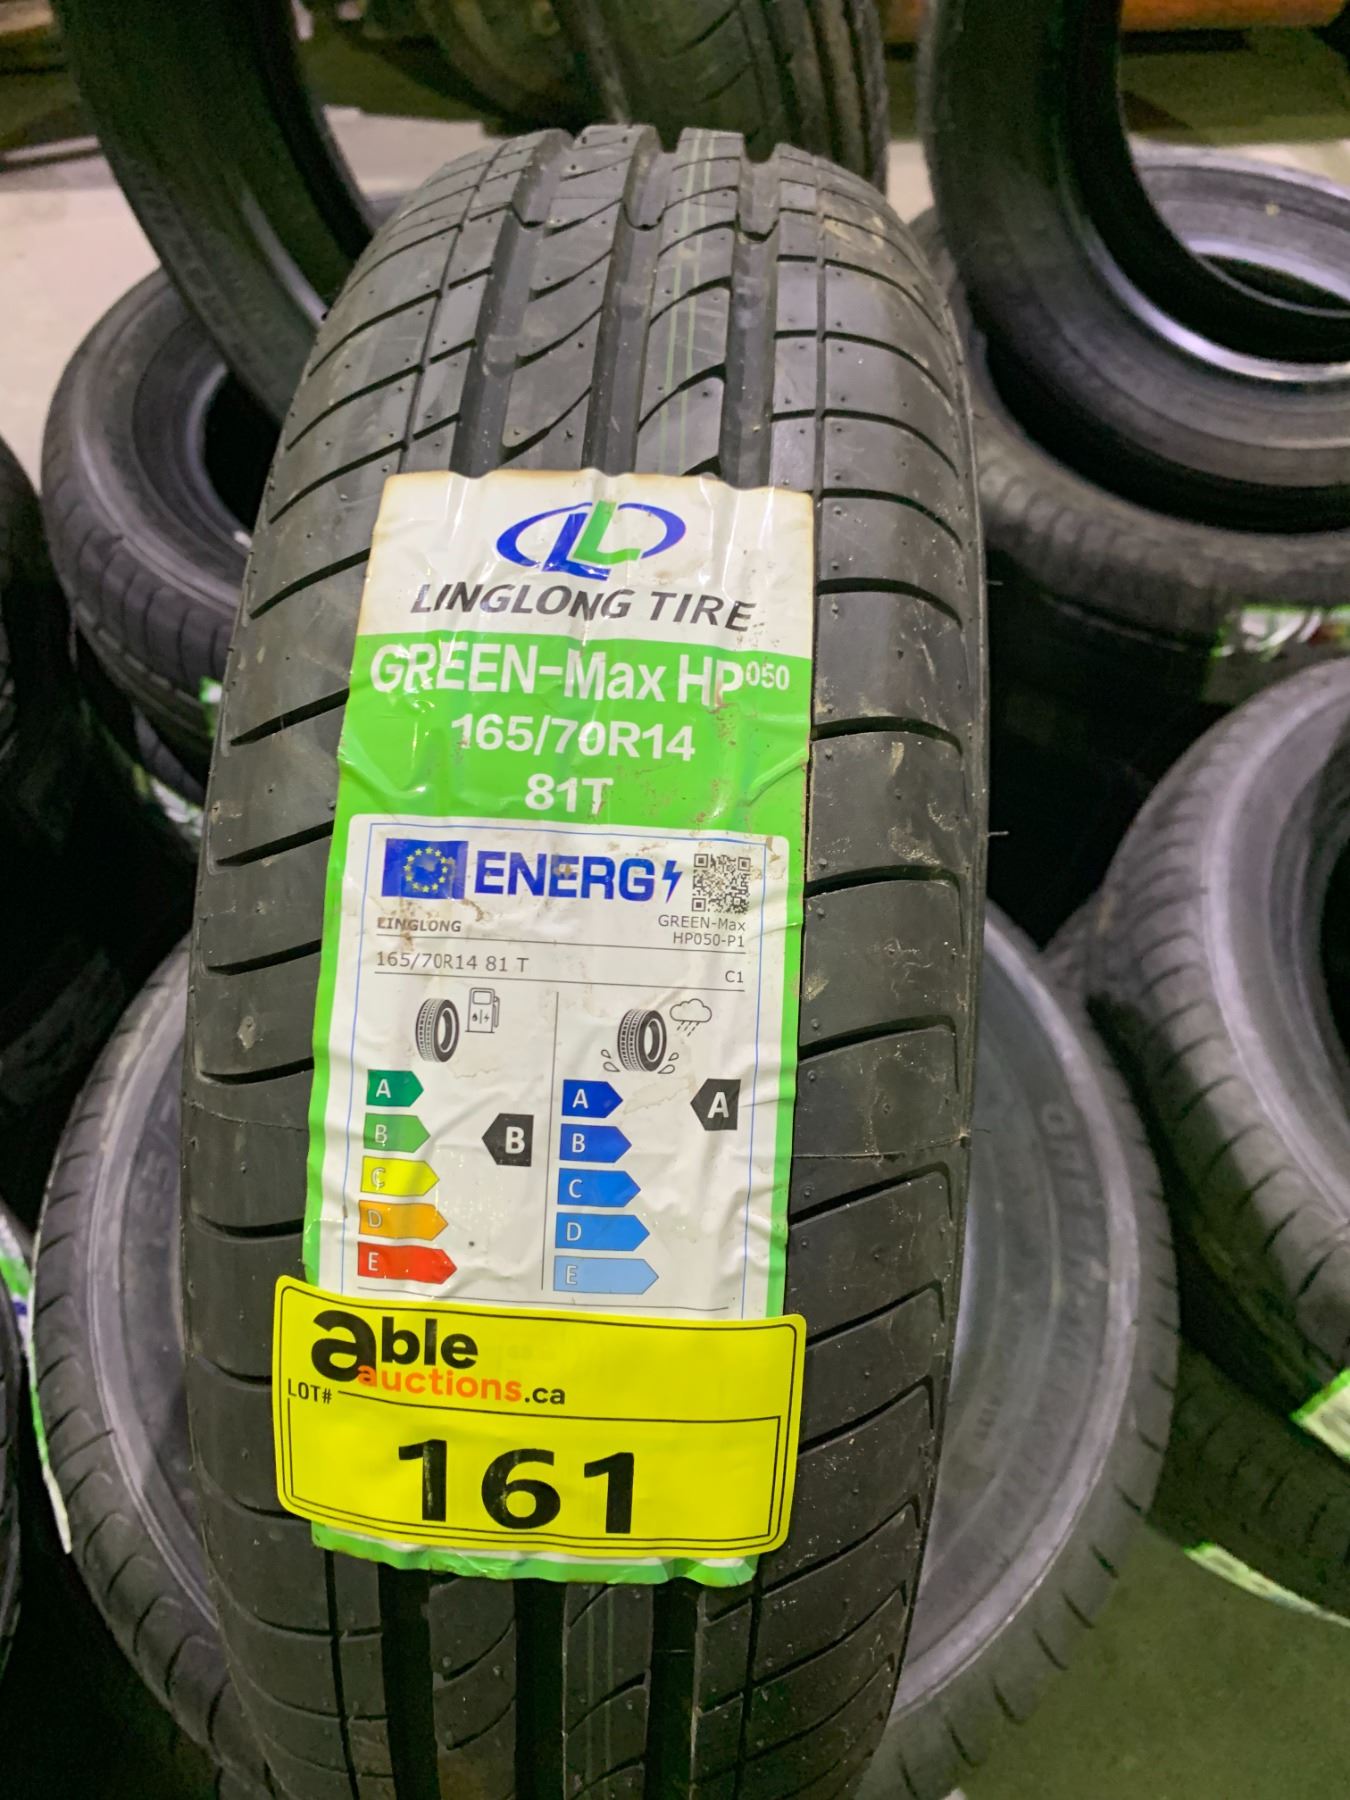 LINGLONG TIRE
GREEN-Max HP050
165/70R14
81T
ENERG
LINGLONG
GREEN-Max
HP050-P1
165/70R14 81 T
C1
A
A
A
B
B
B
C
C
D
D
E
E
able
auctions.ca
LOT#
161